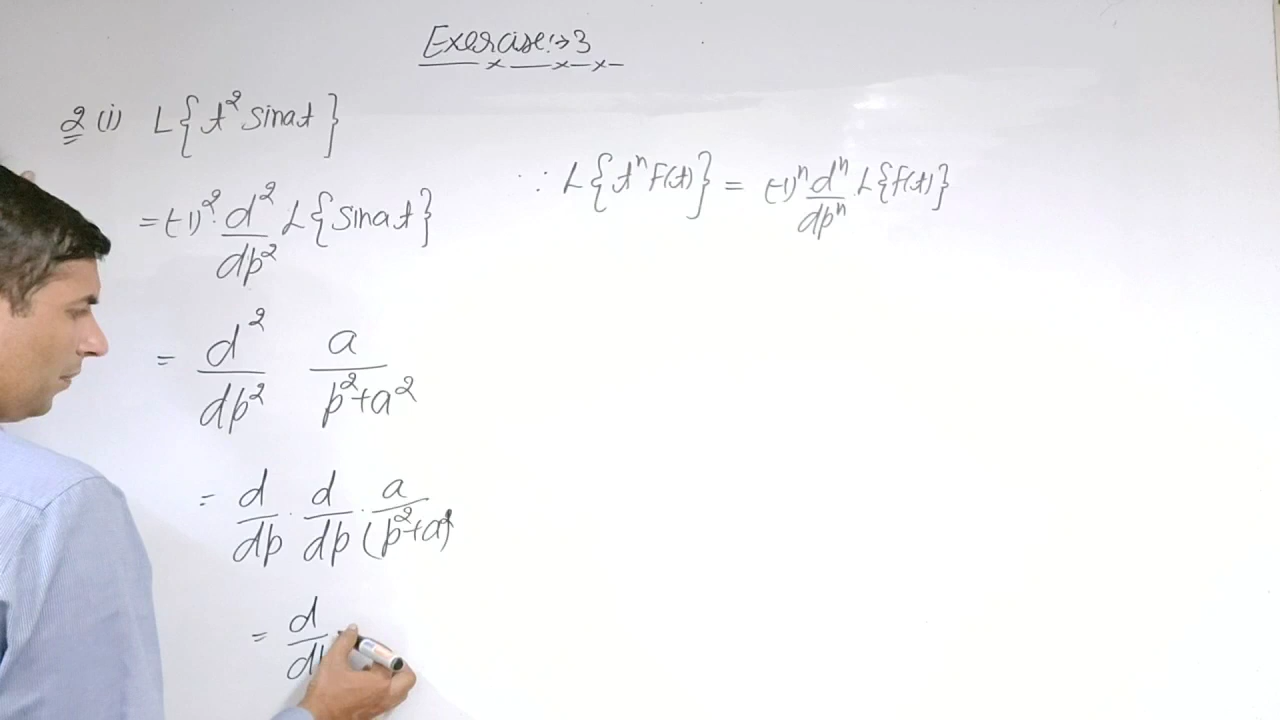 Exercise:→3
2 (i) L{t² sinat}
∵ L{tⁿ F(t)} = (-1)ⁿ dⁿ/dpⁿ L{f(t)}
= (-1)² · d²/dp² L{sinat}
= d²/dp² a/p²+a²
= d/dp · d/dp · a/(p²+a²)
= d/dp